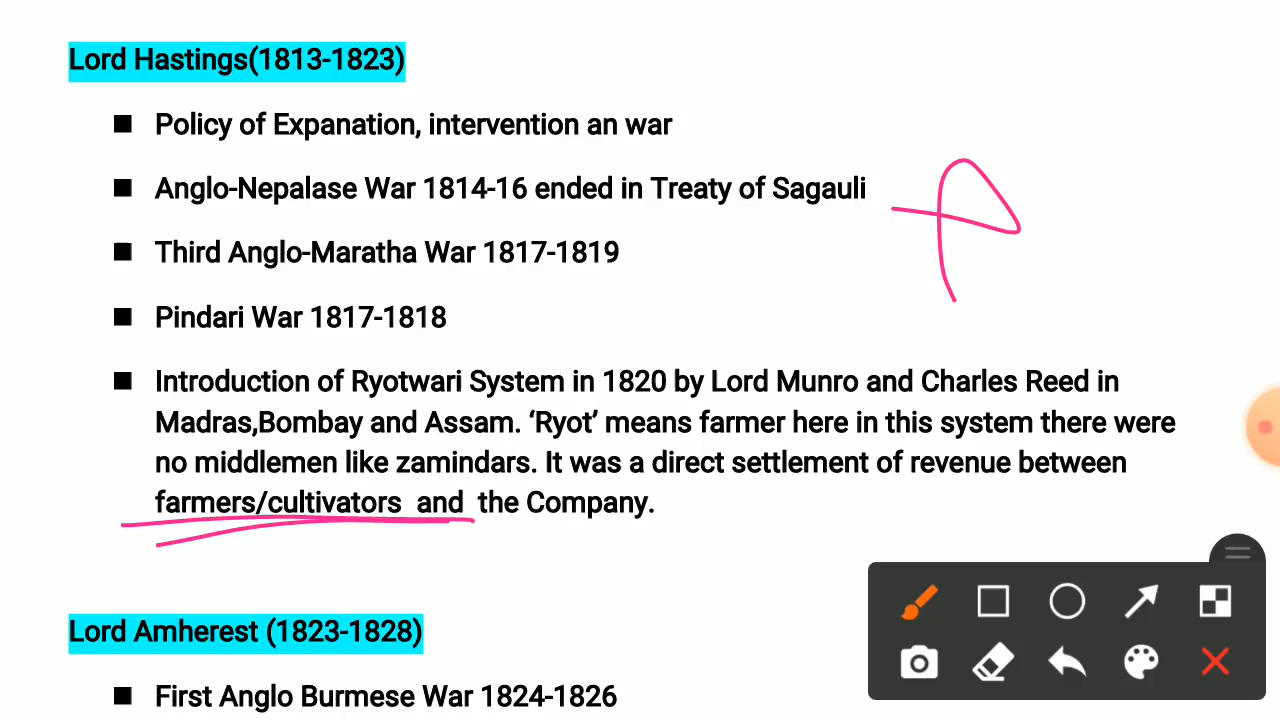 Lord Hastings(1813-1823)
■ Policy of Expanation, intervention an war
■ Anglo-Nepalase War 1814-16 ended in Treaty of Sagauli
■ Third Anglo-Maratha War 1817-1819
■ Pindari War 1817-1818
■ Introduction of Ryotwari System in 1820 by Lord Munro and Charles Reed in
Madras,Bombay and Assam. ‘Ryot’ means farmer here in this system there were
no middlemen like zamindars. It was a direct settlement of revenue between
farmers/cultivators and the Company.
Lord Amherest (1823-1828)
■ First Anglo Burmese War 1824-1826